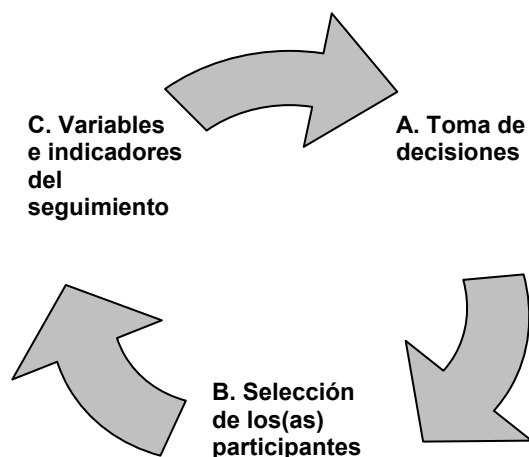 C. Variables
e indicadores
del
seguimiento
A. Toma de
decisiones
B. Selección
de los(as)
participantes